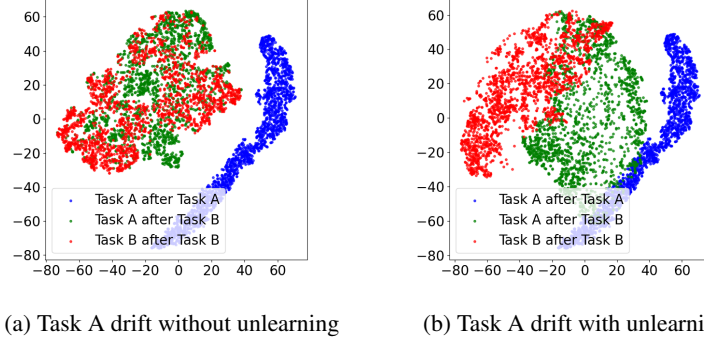 60
40
20
0
−20
−40
−60
−80
Task A after Task A
Task A after Task B
Task B after Task B
−80 −60 −40 −20 0 20 40 60
(a) Task A drift without unlearning
60
40
20
0
−20
−40
−60
−80
Task A after Task A
Task A after Task B
Task B after Task B
−80 −60 −40 −20 0 20 40 60
(b) Task A drift with unlearni